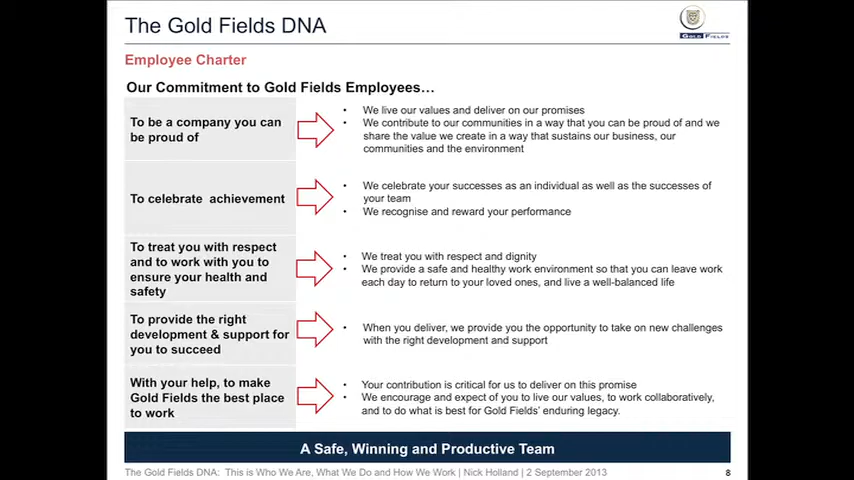 The Gold Fields DNA
GOLD FIELDS
Employee Charter
Our Commitment to Gold Fields Employees…
To be a company you can
be proud of
• We live our values and deliver on our promises
• We contribute to our communities in a way that you can be proud of and we
share the value we create in a way that sustains our business, our
communities and the environment
To celebrate achievement
• We celebrate your successes as an individual as well as the successes of
your team
• We recognise and reward your performance
To treat you with respect
and to work with you to
ensure your health and
safety
• We treat you with respect and dignity
• We provide a safe and healthy work environment so that you can leave work
each day to return to your loved ones, and live a well-balanced life
To provide the right
development & support for
you to succeed
• When you deliver, we provide you the opportunity to take on new challenges
with the right development and support
With your help, to make
Gold Fields the best place
to work
• Your contribution is critical for us to deliver on this promise
• We encourage and expect of you to live our values, to work collaboratively,
and to do what is best for Gold Fields' enduring legacy.
A Safe, Winning and Productive Team
The Gold Fields DNA: This is Who We Are, What We Do and How We Work | Nick Holland | 2 September 2013
8